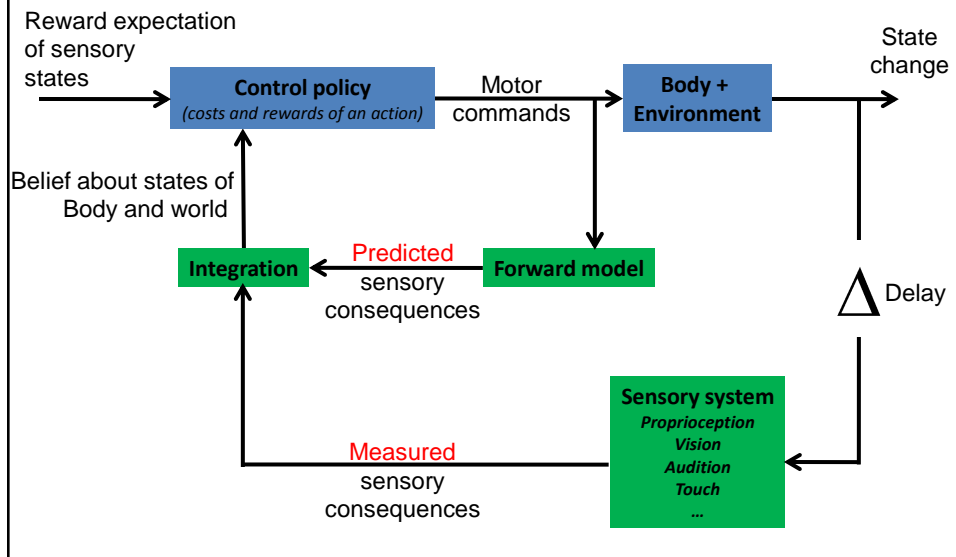 Reward expectation
of sensory
states
Control policy
(costs and rewards of an action)
Motor
commands
Body +
Environment
State
change
Belief about states of
Body and world
Integration
Predicted
sensory
consequences
Forward model
Δ Delay
Sensory system
Proprioception
Vision
Audition
Touch
...
Measured
sensory
consequences